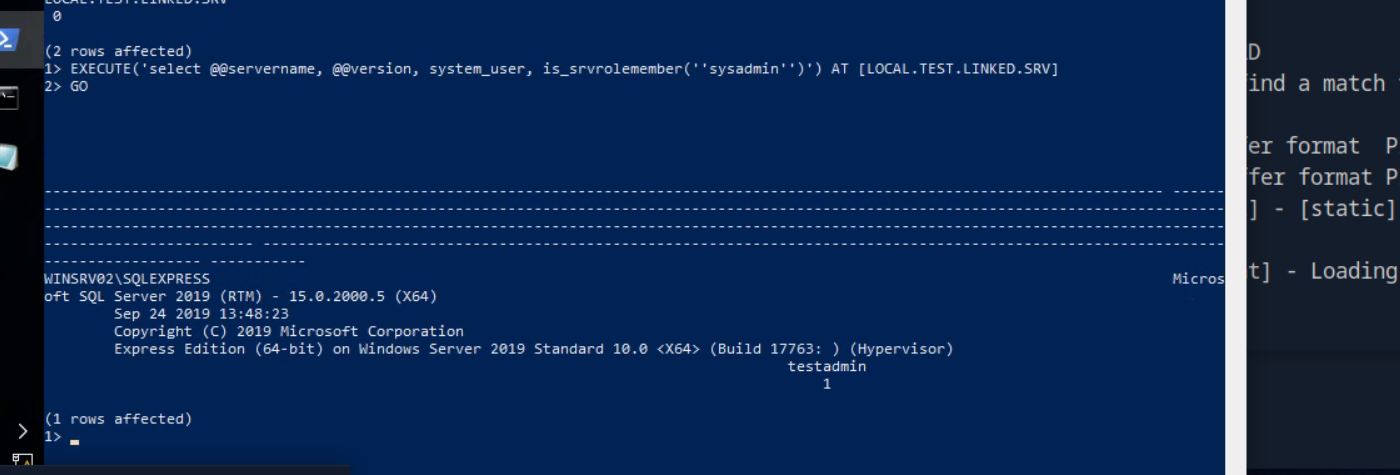 LOCAL.TEST.LINKED.SRV
0
(2 rows affected)
1> EXECUTE('select @@servername, @@version, system_user, is_srvrolemember(''sysadmin'')') AT [LOCAL.TEST.LINKED.SRV]
2> GO
-------------------------------------------------------------------------------------------------------------------------------- ------
---------------------------------------------------------------------------------------------------------------------------------------
---------------------------------------------------------------------------------------------------------------------------------------
------------------------ --------------------------------------------------------------------------------------------------------------
------------------ -----------
WINSRV02\SQLEXPRESS Micros
oft SQL Server 2019 (RTM) - 15.0.2000.5 (X64)
Sep 24 2019 13:48:23
Copyright (C) 2019 Microsoft Corporation
Express Edition (64-bit) on Windows Server 2019 Standard 10.0 <X64> (Build 17763: ) (Hypervisor)
testadmin
1
(1 rows affected)
1>
D
ind a match
er format P
fer format P
] - [static]
t] - Loading